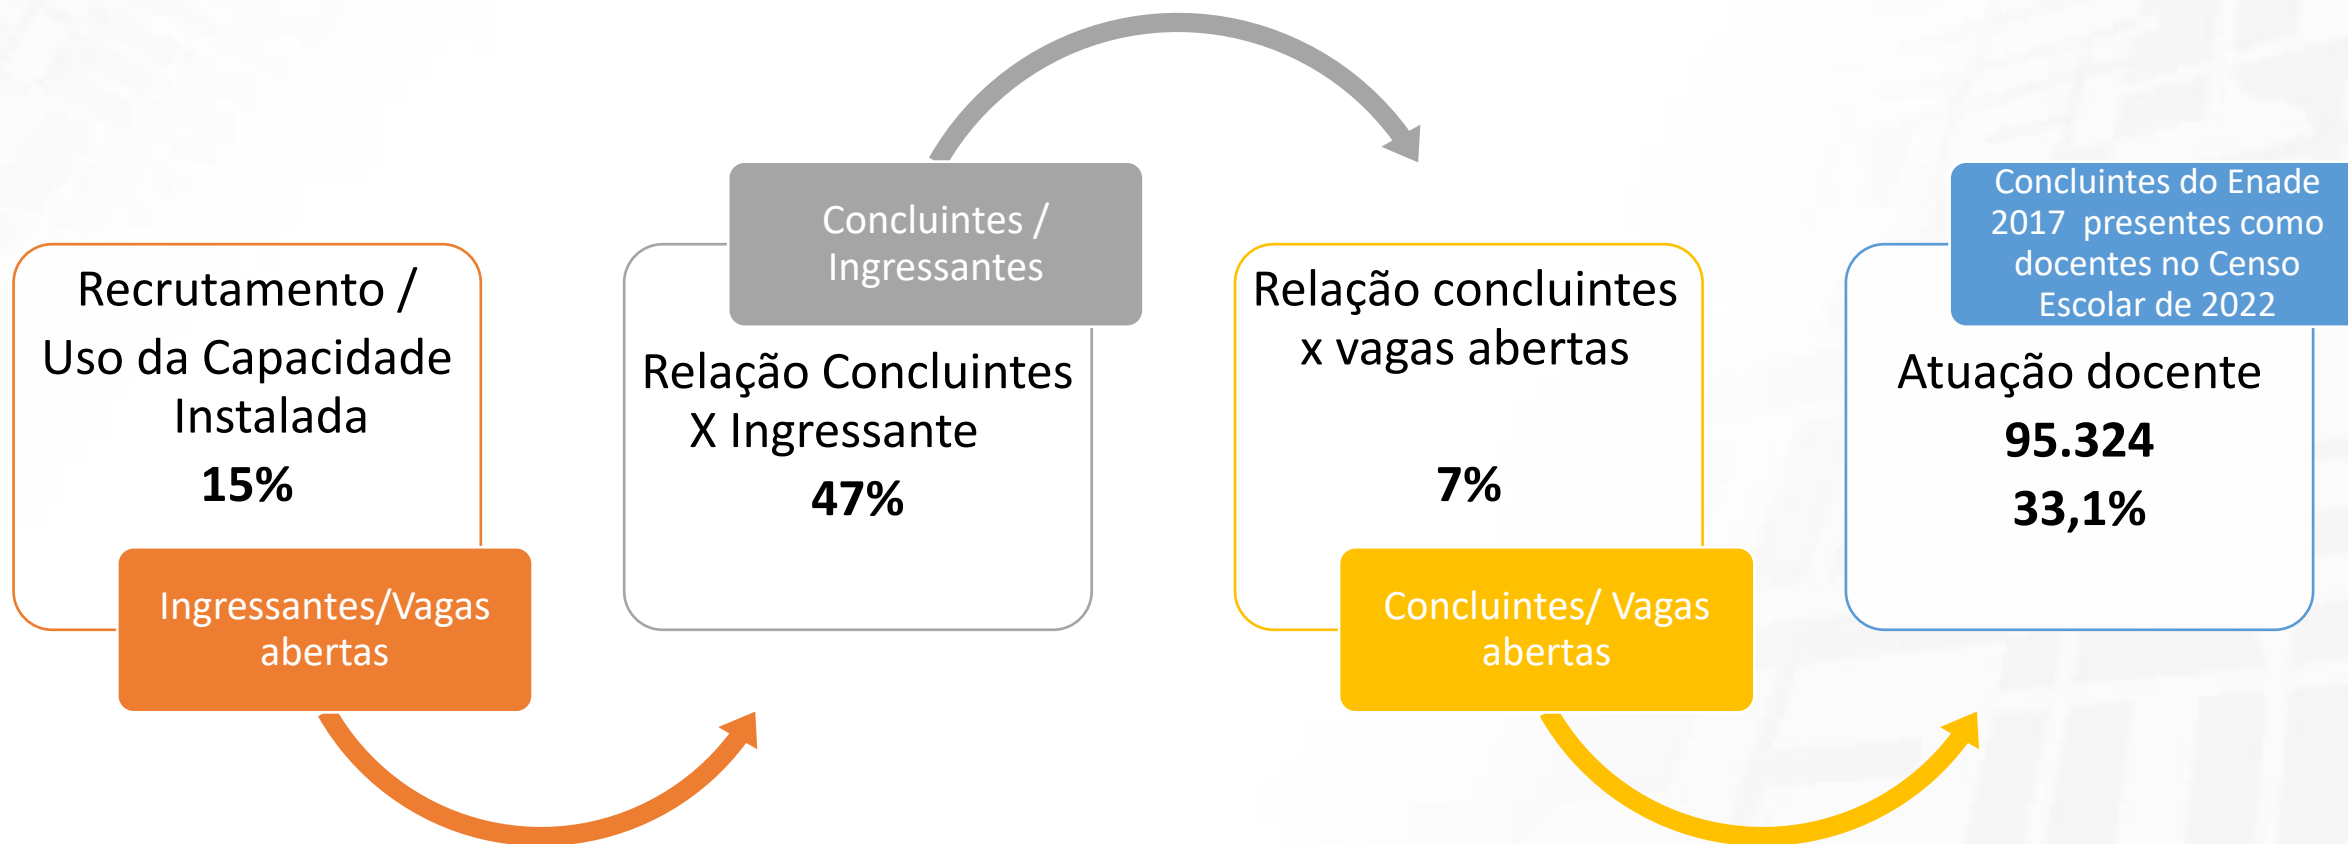 Recrutamento /
Uso da Capacidade
Instalada
15%
Ingressantes/Vagas
abertas
Concluintes /
Ingressantes
Relação Concluintes
X Ingressante
47%
Relação concluintes
x vagas abertas
7%
Concluintes/ Vagas
abertas
Concluintes do Enade
2017 presentes como
docentes no Censo
Escolar de 2022
Atuação docente
95.324
33,1%